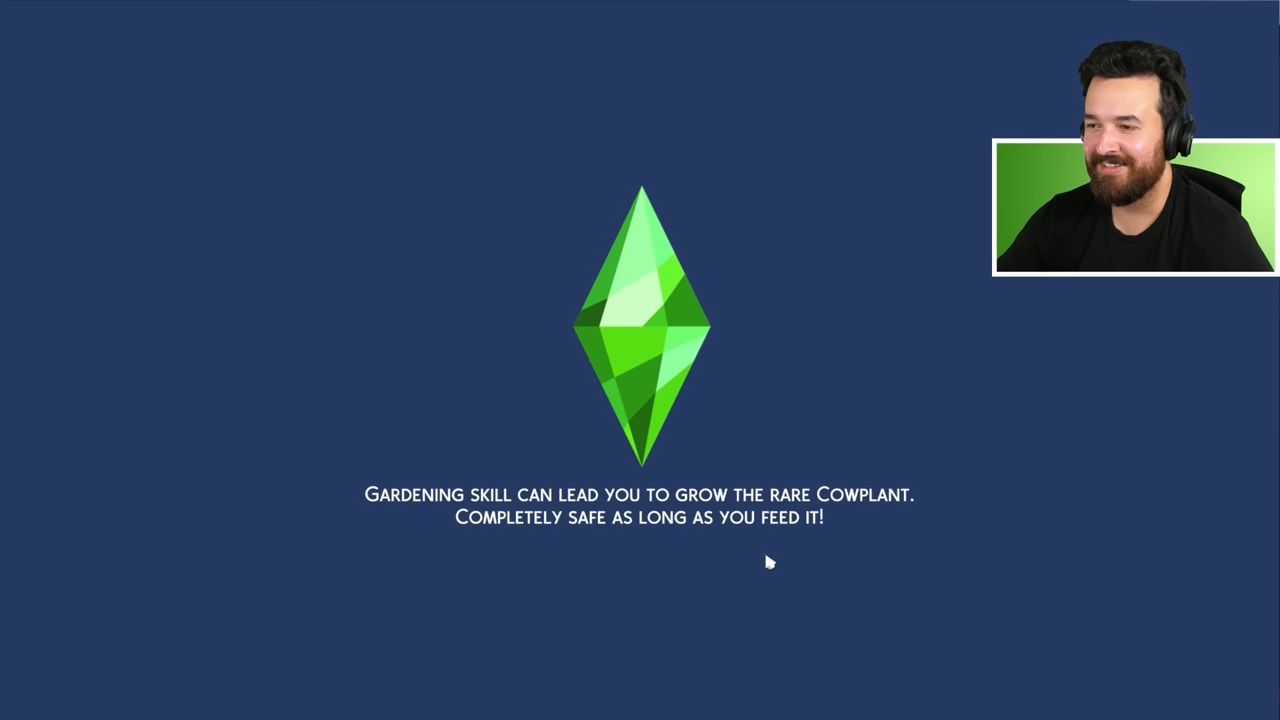 Gardening skill can lead you to grow the rare Cowplant.
Completely safe as long as you feed it!